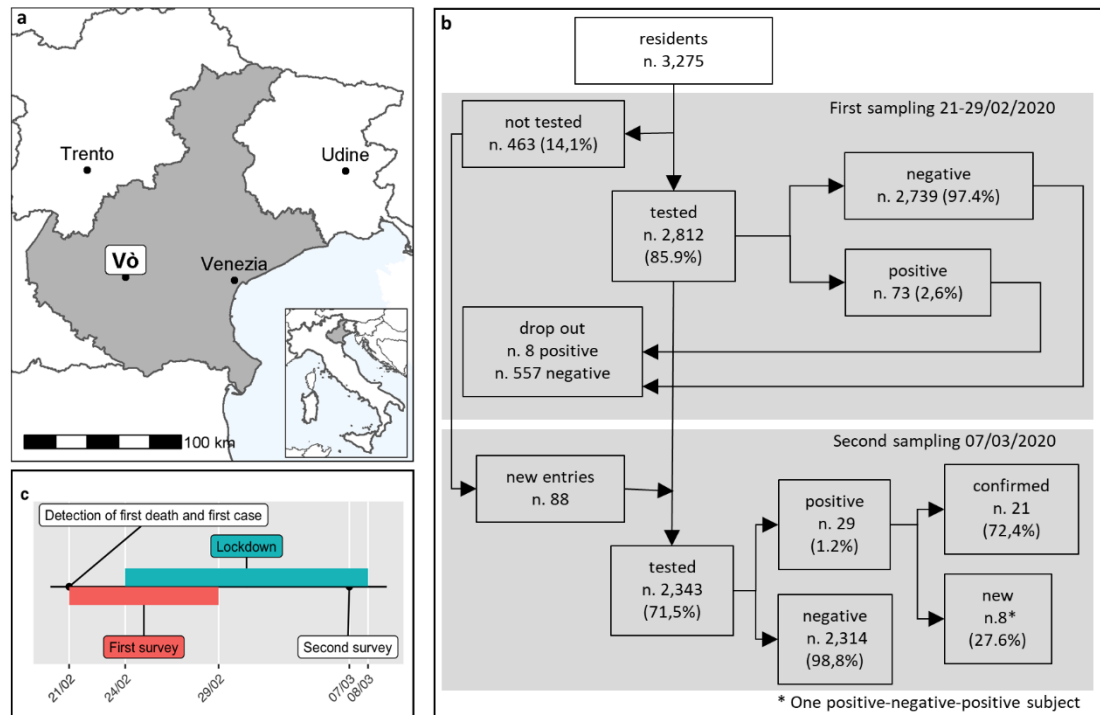 a
Trento
Udine
Vò
Venezia
100 km
b
residents
n. 3,275
First sampling 21-29/02/2020
not tested
n. 463 (14,1%)
negative
n. 2,739 (97.4%)
tested
n. 2,812
(85.9%)
positive
n. 73 (2,6%)
drop out
n. 8 positive
n. 557 negative
Second sampling 07/03/2020
new entries
n. 88
positive
n. 29
(1.2%)
confirmed
n. 21
(72,4%)
tested
n. 2,343
(71,5%)
new
n.8*
(27.6%)
negative
n. 2,314
(98,8%)
* One positive-negative-positive subject
c
Detection of first death and first case
Lockdown
First survey
Second survey
21/02
24/02
29/02
07/03
08/03